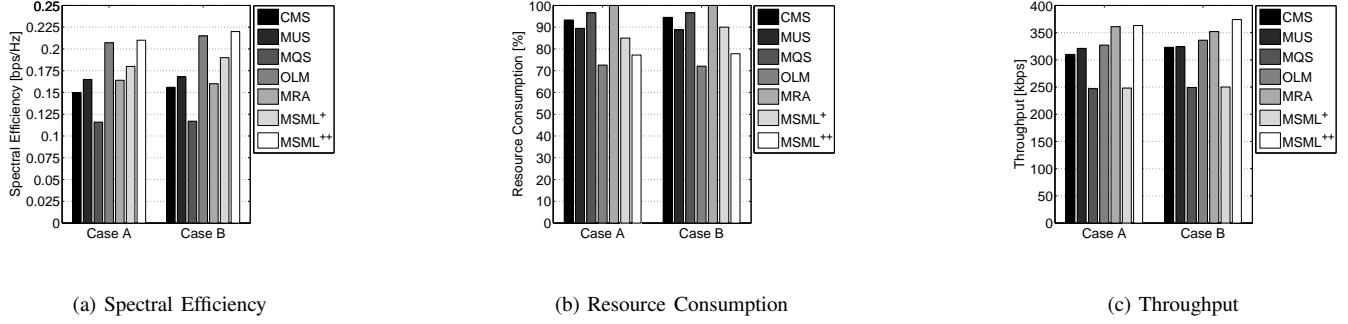 Spectral Efficiency [bps/Hz]
0.25
0.225
0.2
0.175
0.15
0.125
0.1
0.075
0.05
0.025
0
Case A
Case B
CMS
MUS
MQS
OLM
MRA
MSML+
MSML++
(a) Spectral Efficiency
Resource Consumption [%]
100
90
80
70
60
50
40
30
20
10
0
Case A
Case B
CMS
MUS
MQS
OLM
MRA
MSML+
MSML++
(b) Resource Consumption
Throughput [kbps]
400
350
300
250
200
150
100
50
0
Case A
Case B
CMS
MUS
MQS
OLM
MRA
MSML+
MSML++
(c) Throughput